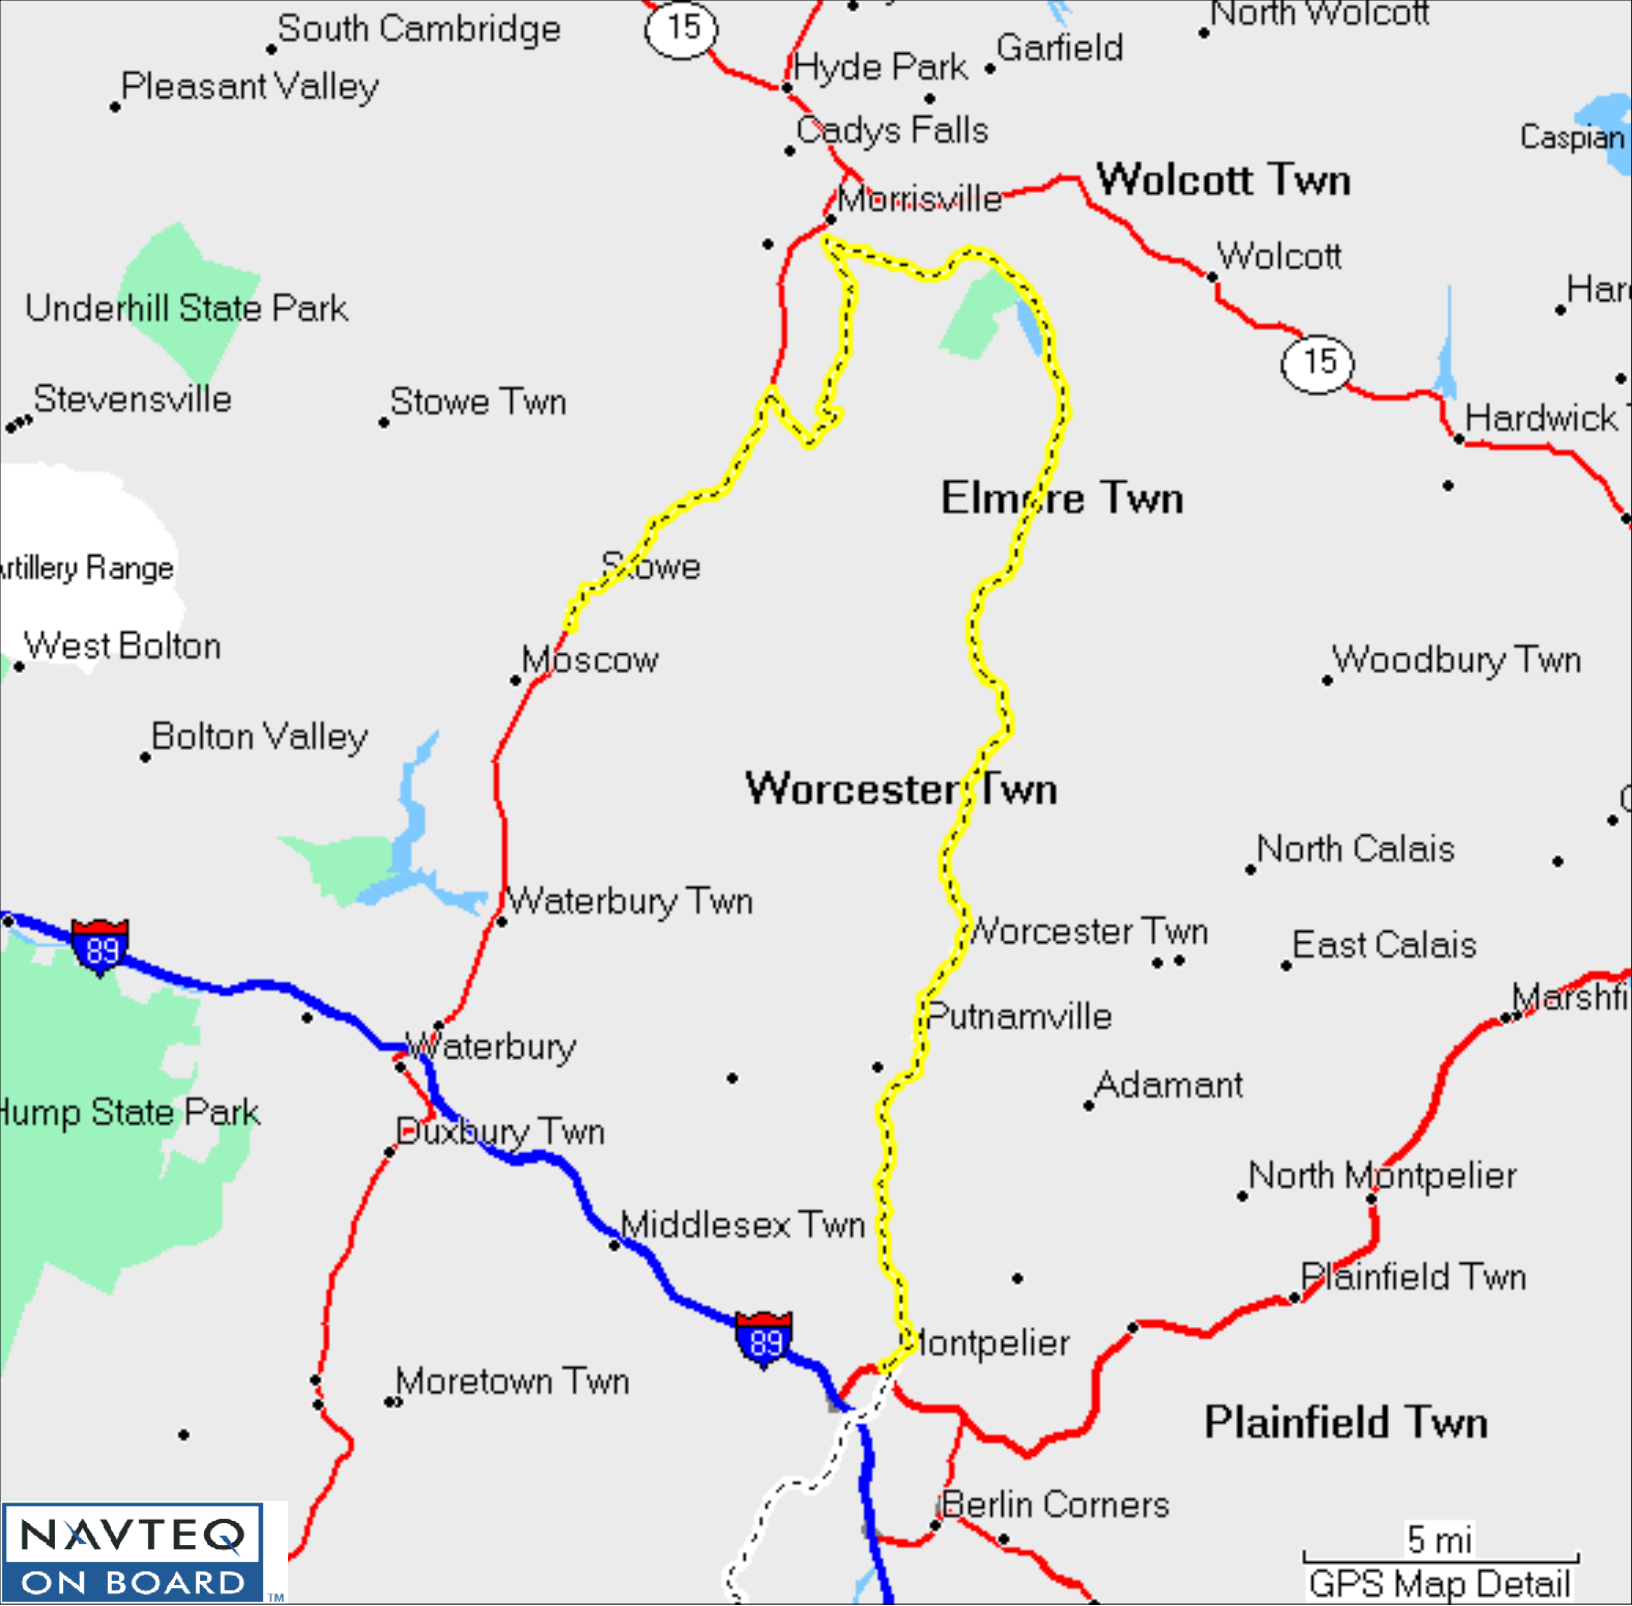 South Cambridge
15
North Wolcott
Garfield
Hyde Park
Pleasant Valley
Cadys Falls
Caspian
Wolcott Twn
Morrisville
Wolcott
Underhill State Park
15
Stevensville
Stowe Twn
Hardwick
Elmore Twn
Stowe
Artillery Range
West Bolton
Moscow
Woodbury Twn
Bolton Valley
Worcester Twn
North Calais
Waterbury Twn
Worcester Twn
East Calais
89
Marshfi
Putnamville
Waterbury
Adamant
Hump State Park
Duxbury Twn
North Montpelier
Middlesex Twn
Plainfield Twn
89
Montpelier
Moretown Twn
Plainfield Twn
Berlin Corners
NAVTEQ
ON BOARD
TM
5 mi
GPS Map Detail